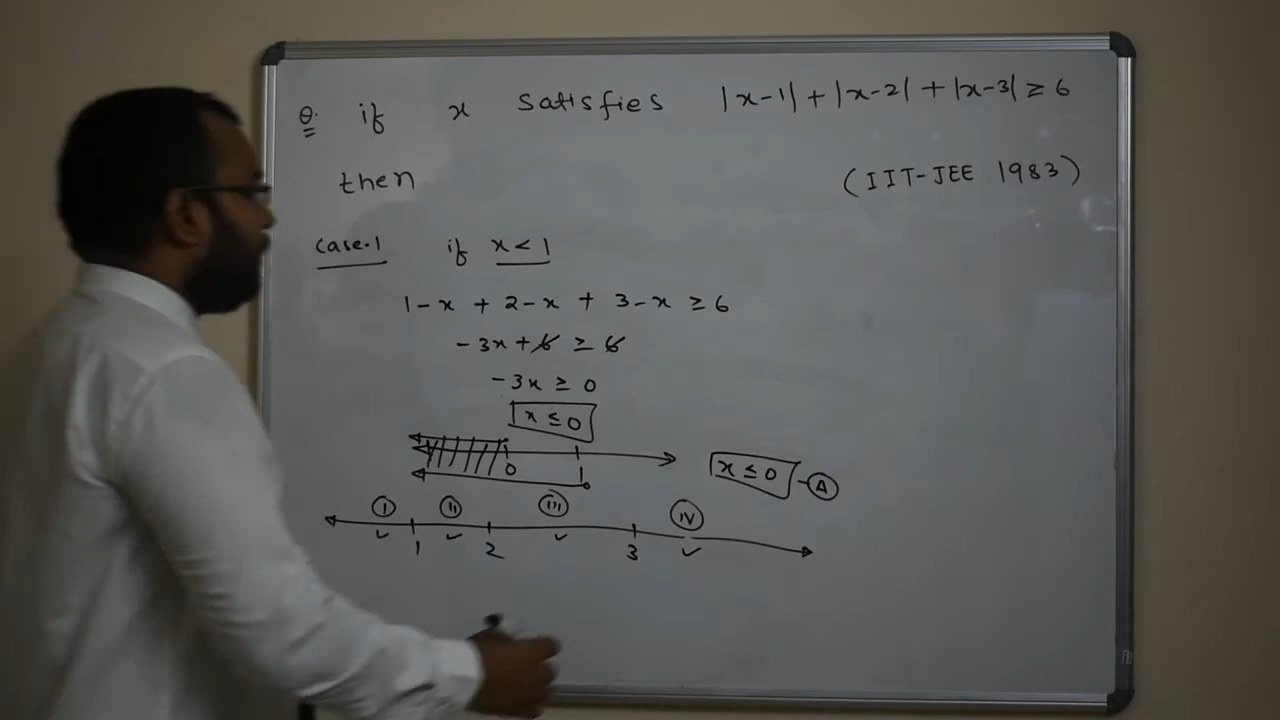 Q. if x satisfies |x-1| + |x-2| + |x-3| ≥ 6
then (IIT-JEE 1983)
Case.1 if x < 1
1-x + 2-x + 3-x ≥ 6
-3x + 6 ≥ 6
-3x ≥ 0
x ≤ 0
0 1
x ≤ 0 - A
I II III IV
1 2 3